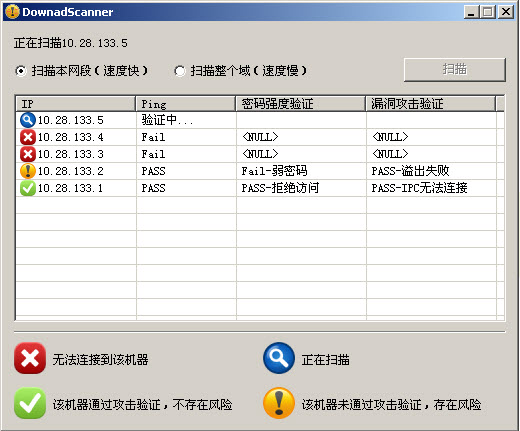 DownadScanner
正在扫描10.28.133.5
扫描本网段（速度快） 扫描整个域（速度慢） 扫描
IP Ping 密码强度验证 漏洞攻击验证
10.28.133.5 验证中...
10.28.133.4 Fail <NULL> <NULL>
10.28.133.3 Fail <NULL> <NULL>
10.28.133.2 PASS Fail-弱密码 PASS-溢出失败
10.28.133.1 PASS PASS-拒绝访问 PASS-IPC无法连接
无法连接到该机器 正在扫描
该机器通过攻击验证，不存在风险 该机器未通过攻击验证，存在风险